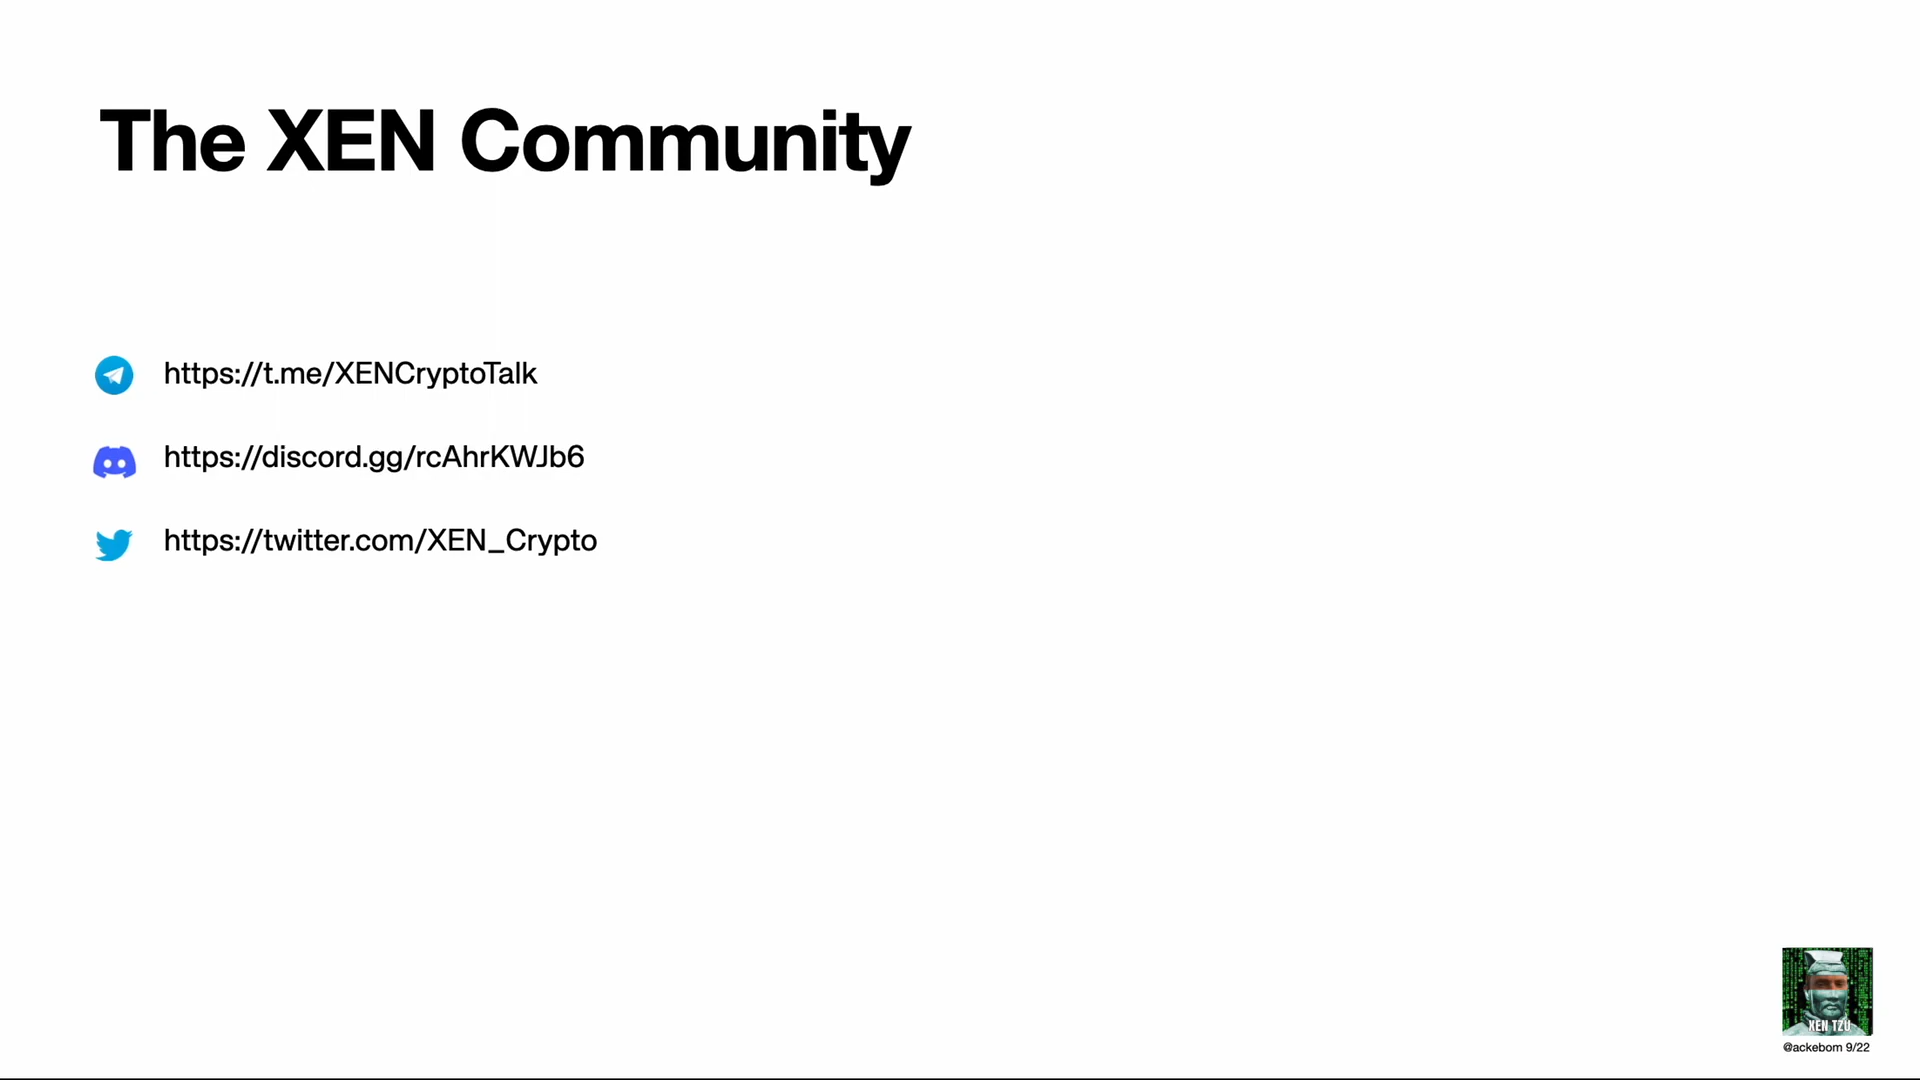 The XEN Community
https://t.me/XENCryptoTalk
https://discord.gg/rcAhrKWJb6
https://twitter.com/XEN_Crypto
XEN TZU
@ackebom 9/22